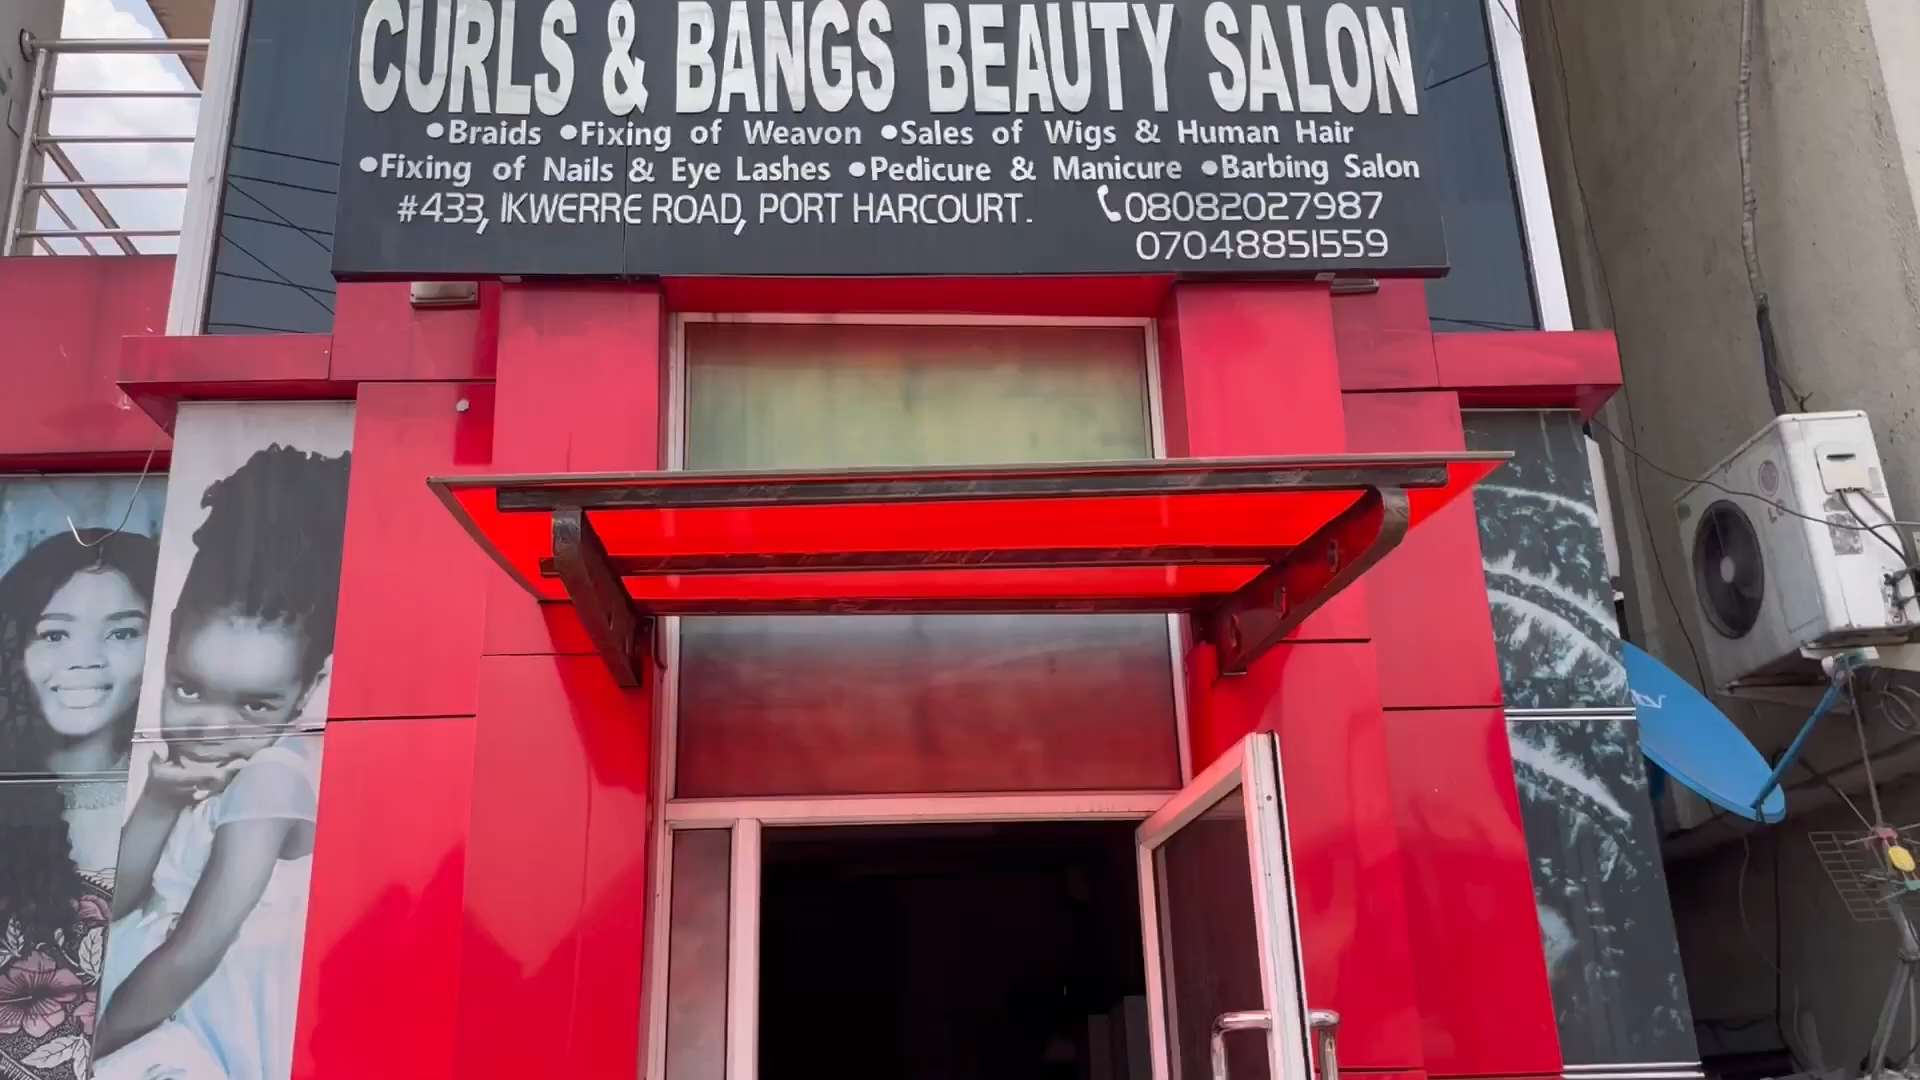 CURLS & BANGS BEAUTY SALON
•Braids •Fixing of Weavon •Sales of Wigs & Human Hair
•Fixing of Nails & Eye Lashes •Pedicure & Manicure •Barbing Salon
#433, IKWERRE ROAD, PORT HARCOURT. 08082027987
07048851559
LG